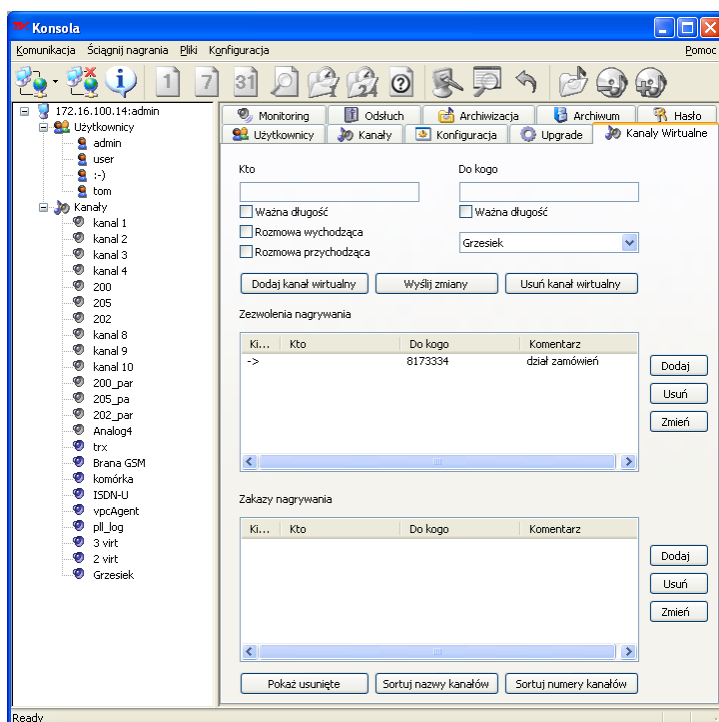 Konsola
Komunikacja Ściągnij nagrania Pliki Konfiguracja Pomoc
1 7 31
172.16.100.14:admin
Użytkownicy
admin
user
:-)
tom
Kanały
kanal 1
kanal 2
kanal 3
kanal 4
200
205
202
kanal 8
kanal 9
kanal 10
200_par
205_pa
202_par
Analog4
trx
Brana GSM
komórka
ISDN-U
vpcAgent
pll_log
3 virt
2 virt
Grzesiek
Monitoring Odsłuch Archiwizacja Archiwum Hasło
Użytkownicy Kanały Konfiguracja Upgrade Kanały Wirtualne
Kto Do kogo
Ważna długość Ważna długość
Rozmowa wychodząca
Rozmowa przychodząca
Grzesiek
Dodaj kanał wirtualny Wyślij zmiany Usuń kanał wirtualny
Zezwolenia nagrywania
Ki... Kto Do kogo Komentarz
-> 8173334 dział zamówień
Dodaj
Usuń
Zmień
Zakazy nagrywania
Ki... Kto Do kogo Komentarz
Dodaj
Usuń
Zmień
Pokaż usunięte Sortuj nazwy kanałów Sortuj numery kanałów
Ready